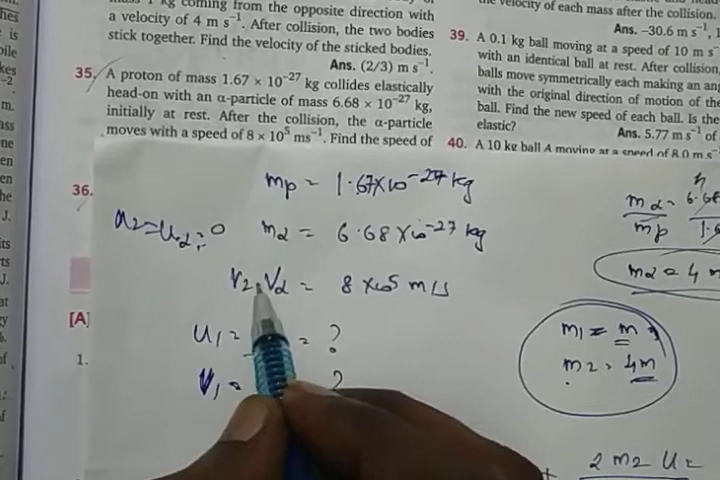 1 kg coming from the opposite direction with
a velocity of 4 m s⁻¹. After collision, the two bodies
stick together. Find the velocity of the sticked bodies.
Ans. (2/3) m s⁻¹.
35. A proton of mass 1.67 × 10⁻²⁷ kg collides elastically
head-on with an α-particle of mass 6.68 × 10⁻²⁷ kg,
initially at rest. After the collision, the α-particle
moves with a speed of 8 × 10⁵ ms⁻¹. Find the speed of
36.
[A]
1.
the velocity of each mass after the collision.
Ans. –30.6 m s⁻¹, 1
39. A 0.1 kg ball moving at a speed of 10 m s⁻
with an identical ball at rest. After collision,
balls move symmetrically each making an ang
with the original direction of motion of the
ball. Find the new speed of each ball. Is the
elastic?
Ans. 5.77 m s⁻¹ of
40. A 10 kg ball A moving at a speed of 8.0 m s⁻
mp = 1.67×10⁻²⁷ kg
u2=uα=0 mα = 6.68×10⁻²⁷ kg
v2=vα = 8×10⁵ m/s
u1= = ?
v1= ?
mα = 6.68
mp 1.
mα = 4 m
m1 = m
m2 = 4m
+ 2 m2 u2